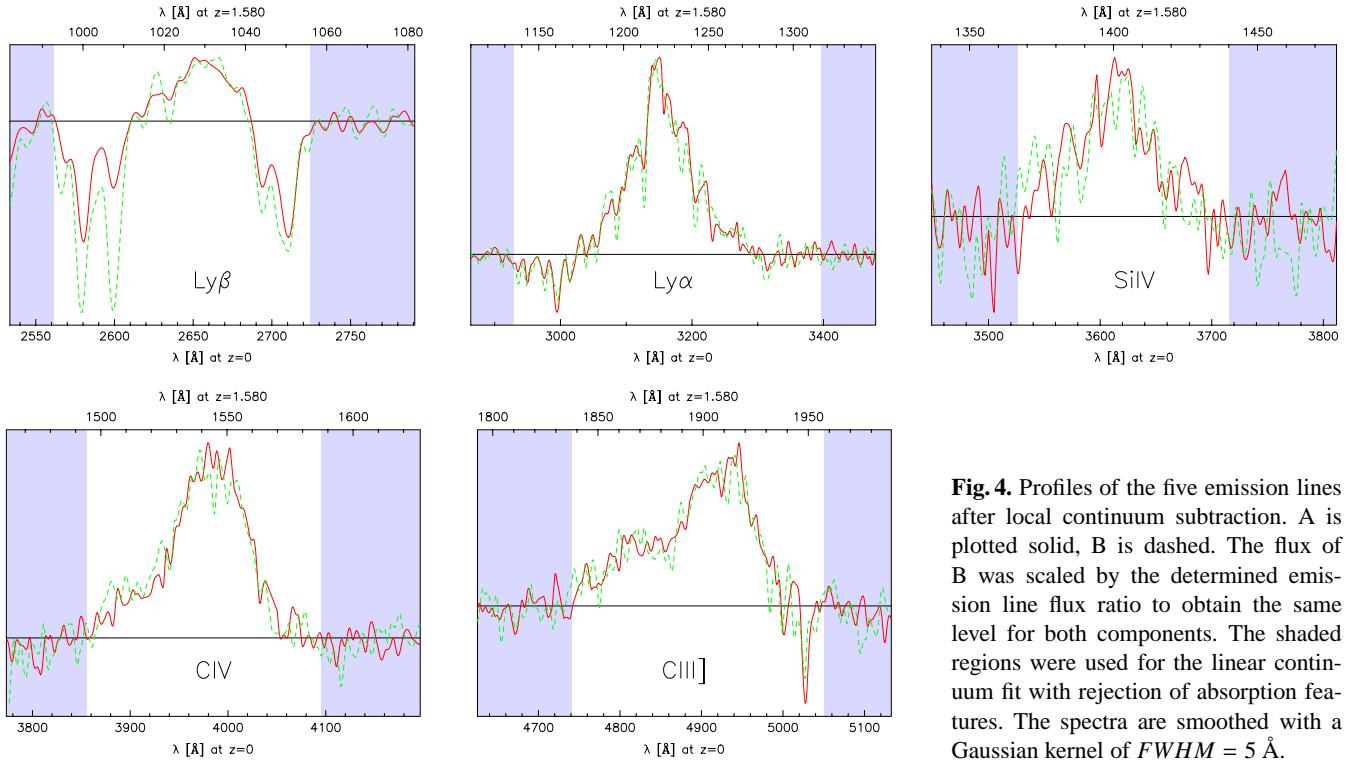 λ [Å] at z=1.580
1000 1020 1040 1060 1080
Lyβ
2550 2600 2650 2700 2750
λ [Å] at z=0
λ [Å] at z=1.580
1150 1200 1250 1300
Lyα
3000 3200 3400
λ [Å] at z=0
λ [Å] at z=1.580
1350 1400 1450
SiIV
3500 3600 3700 3800
λ [Å] at z=0
λ [Å] at z=1.580
1500 1550 1600
CIV
3800 3900 4000 4100
λ [Å] at z=0
λ [Å] at z=1.580
1800 1850 1900 1950
CIII]
4700 4800 4900 5000 5100
λ [Å] at z=0
Fig. 4. Profiles of the five emission lines
after local continuum subtraction. A is
plotted solid, B is dashed. The flux of
B was scaled by the determined emis-
sion line flux ratio to obtain the same
level for both components. The shaded
regions were used for the linear contin-
uum fit with rejection of absorption fea-
tures. The spectra are smoothed with a
Gaussian kernel of FWHM = 5 Å.